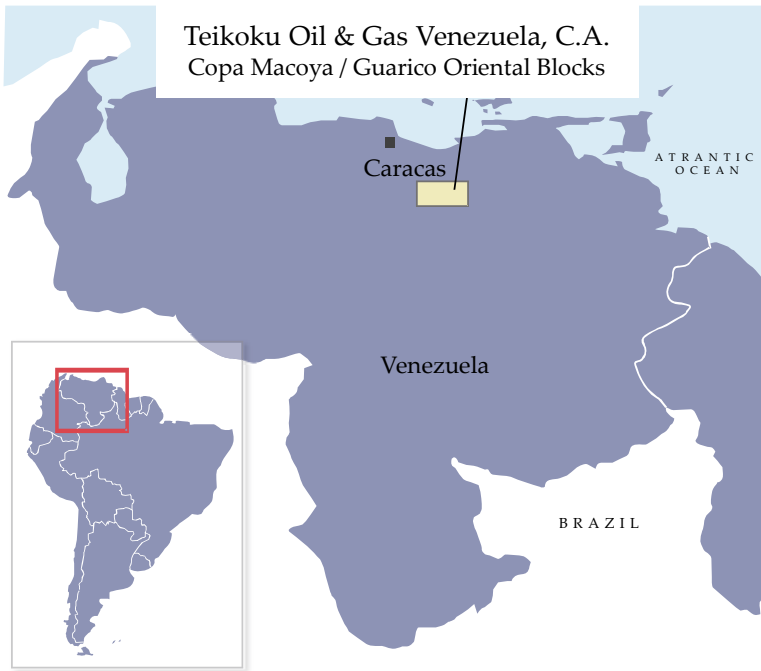 Teikoku Oil & Gas Venezuela, C.A.
Copa Macoya / Guarico Oriental Blocks
Caracas
ATRANTIC
OCEAN
Venezuela
BRAZIL